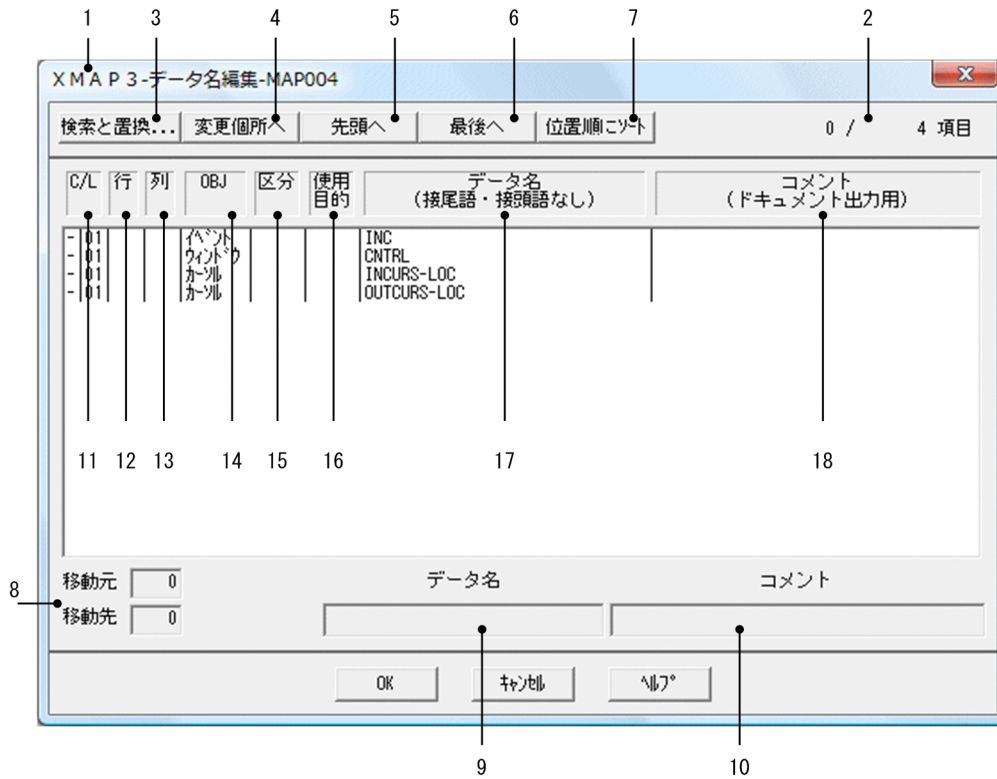 1 3 4 5 6 7 2
XMAP3-データ名編集-MAP004
検索と置換... 変更個所へ 先頭へ 最後へ 位置順にソート 0 / 4 項目
C/L 行 列 OBJ 区分 使用目的 データ名 コメント
(接尾語・接頭語なし) (ドキュメント出力用)
- 01 イベント INC
- 01 ウィンドウ CNTRL
- 01 カーソル INCURS-LOC
- 01 カーソル OUTCURS-LOC
11 12 13 14 15 16 17 18
移動元 0 データ名 コメント
8
移動先 0
OK キャンセル ヘルプ
9 10